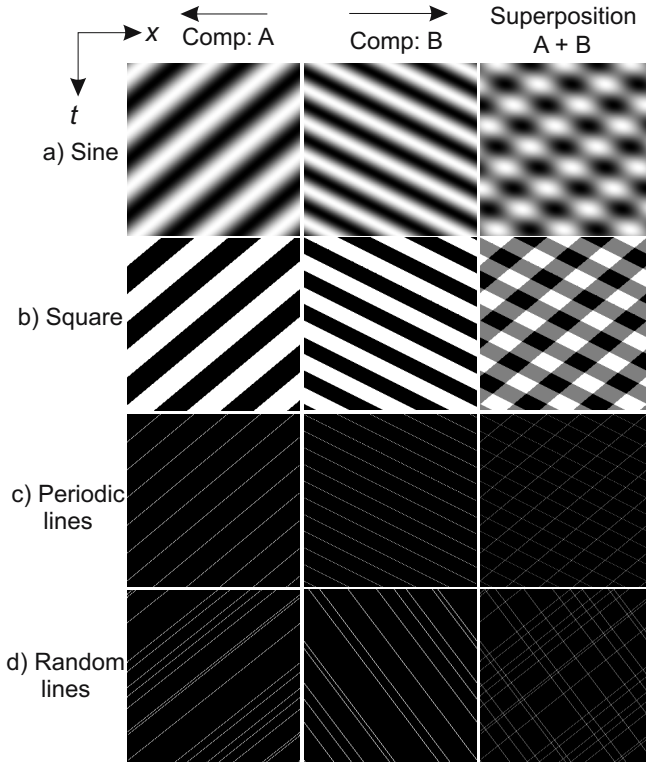 x
t
Comp: A
Comp: B
Superposition
A + B
a) Sine
b) Square
c) Periodic
lines
d) Random
lines